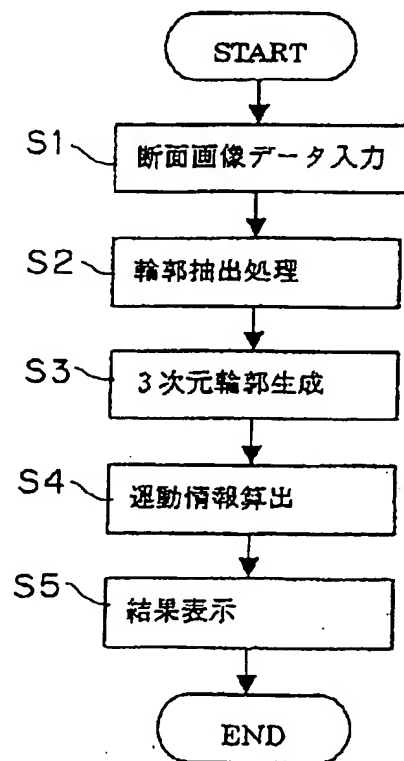 START
S1 断面画像データ入力
S2 輪郭抽出処理
S3 3次元輪郭生成
S4 運動情報算出
S5 結果表示
END